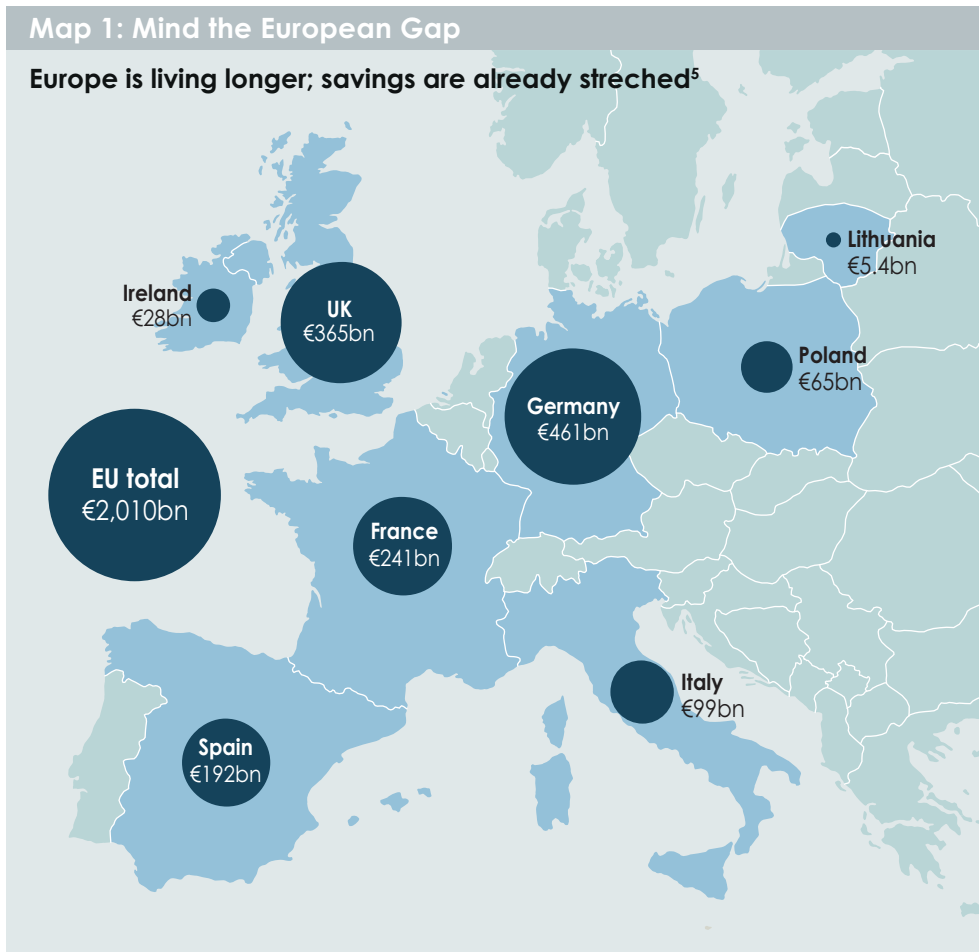 Map 1: Mind the European Gap
Europe is living longer; savings are already streched⁵
Lithuania
€5.4bn
Ireland
€28bn
UK
€365bn
Poland
€65bn
Germany
€461bn
EU total
€2,010bn
France
€241bn
Italy
€99bn
Spain
€192bn